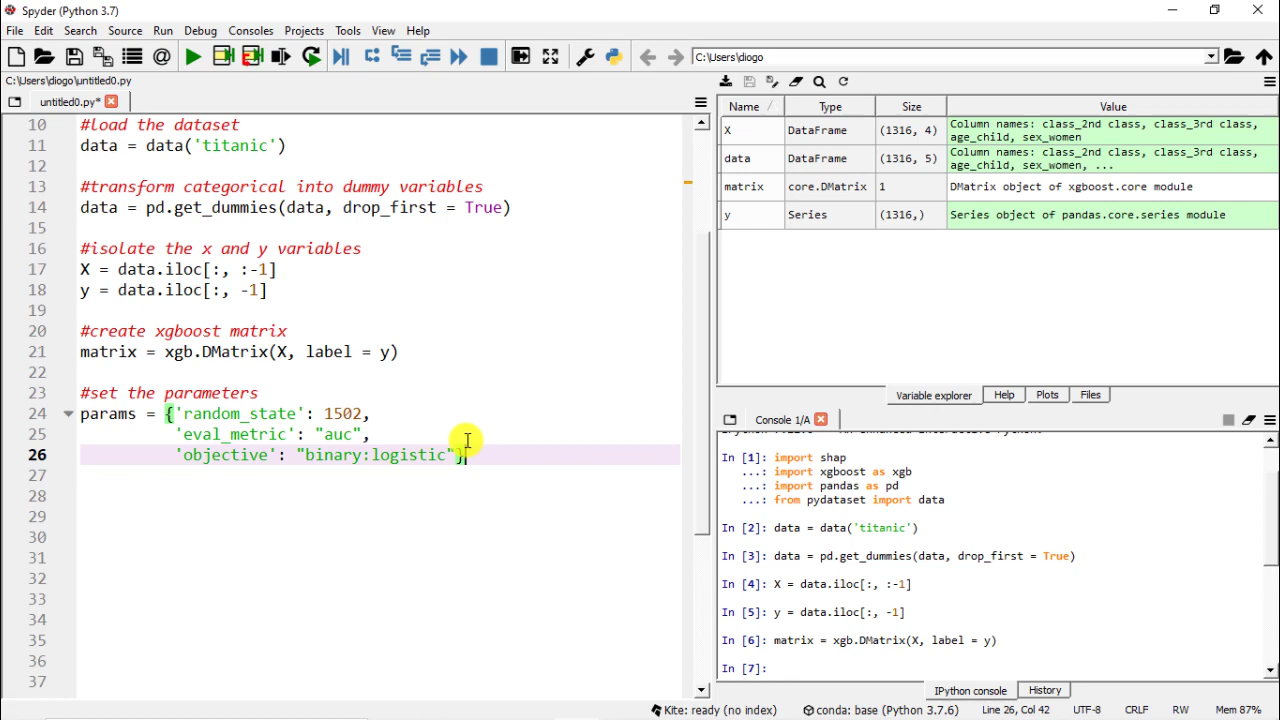 Spyder (Python 3.7)
File Edit Search Source Run Debug Consoles Projects Tools View Help
C:\Users\diogo
C:\Users\diogo\untitled0.py
untitled0.py*
10 #load the dataset
11 data = data('titanic')
12
13 #transform categorical into dummy variables
14 data = pd.get_dummies(data, drop_first = True)
15
16 #isolate the x and y variables
17 X = data.iloc[:, :-1]
18 y = data.iloc[:, -1]
19
20 #create xgboost matrix
21 matrix = xgb.DMatrix(X, label = y)
22
23 #set the parameters
24 params = {'random_state': 1502,
25 'eval_metric': "auc",
26 'objective': "binary:logistic"}
27
28
29
30
31
32
33
34
35
36
37
Name Type Size Value
X DataFrame (1316, 4) Column names: class_2nd class, class_3rd class,
age_child, sex_women
data DataFrame (1316, 5) Column names: class_2nd class, class_3rd class,
age_child, sex_women, ...
matrix core.DMatrix 1 DMatrix object of xgboost.core module
y Series (1316,) Series object of pandas.core.series module
Variable explorer Help Plots Files
Console 1/A
In [1]: import shap
...: import xgboost as xgb
...: import pandas as pd
...: from pydataset import data
In [2]: data = data('titanic')
In [3]: data = pd.get_dummies(data, drop_first = True)
In [4]: X = data.iloc[:, :-1]
In [5]: y = data.iloc[:, -1]
In [6]: matrix = xgb.DMatrix(X, label = y)
In [7]:
IPython console History
Kite: ready (no index) conda: base (Python 3.7.6) Line 26, Col 42 UTF-8 CRLF RW Mem 87%